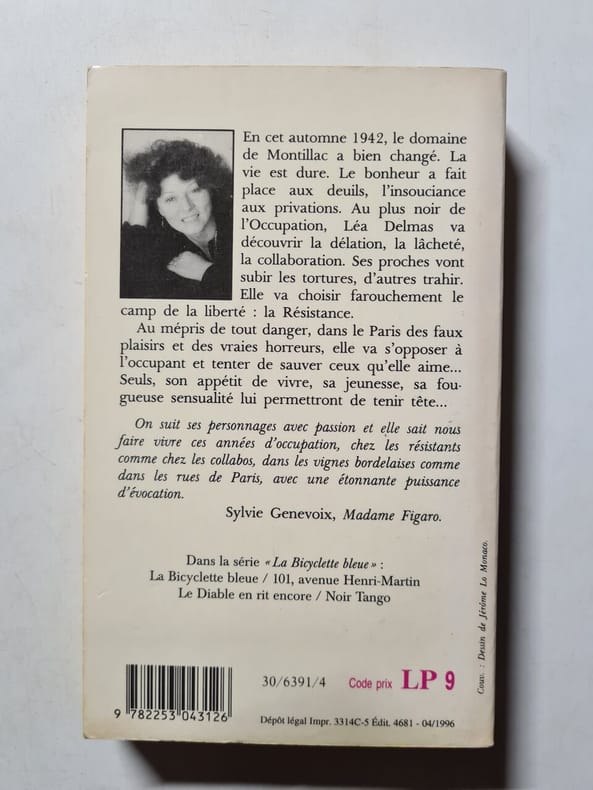 En cet automne 1942, le domaine
de Montillac a bien changé. La
vie est dure. Le bonheur a fait
place aux deuils, l'insouciance
aux privations. Au plus noir de
l'Occupation, Léa Delmas va
découvrir la délation, la lâcheté,
la collaboration. Ses proches vont
subir les tortures, d'autres trahir.
Elle va choisir farouchement le
camp de la liberté : la Résistance.
Au mépris de tout danger, dans le Paris des faux
plaisirs et des vraies horreurs, elle va s'opposer à
l'occupant et tenter de sauver ceux qu'elle aime...
Seuls, son appétit de vivre, sa jeunesse, sa fou-
gueuse sensualité lui permettront de tenir tête...
On suit ses personnages avec passion et elle sait nous
faire vivre ces années d'occupation, chez les résistants
comme chez les collabos, dans les vignes bordelaises comme
dans les rues de Paris, avec une étonnante puissance
d'évocation.
Sylvie Genevoix, Madame Figaro.
Dans la série « La Bicyclette bleue » :
La Bicyclette bleue / 101, avenue Henri-Martin
Le Diable en rit encore / Noir Tango
Couv. : Dessin de Jérôme Lo Monaco.
30/6391/4 Code prix LP 9
9 782253 043126
Dépôt légal Impr. 3314C-5 Édit. 4681 - 04/1996